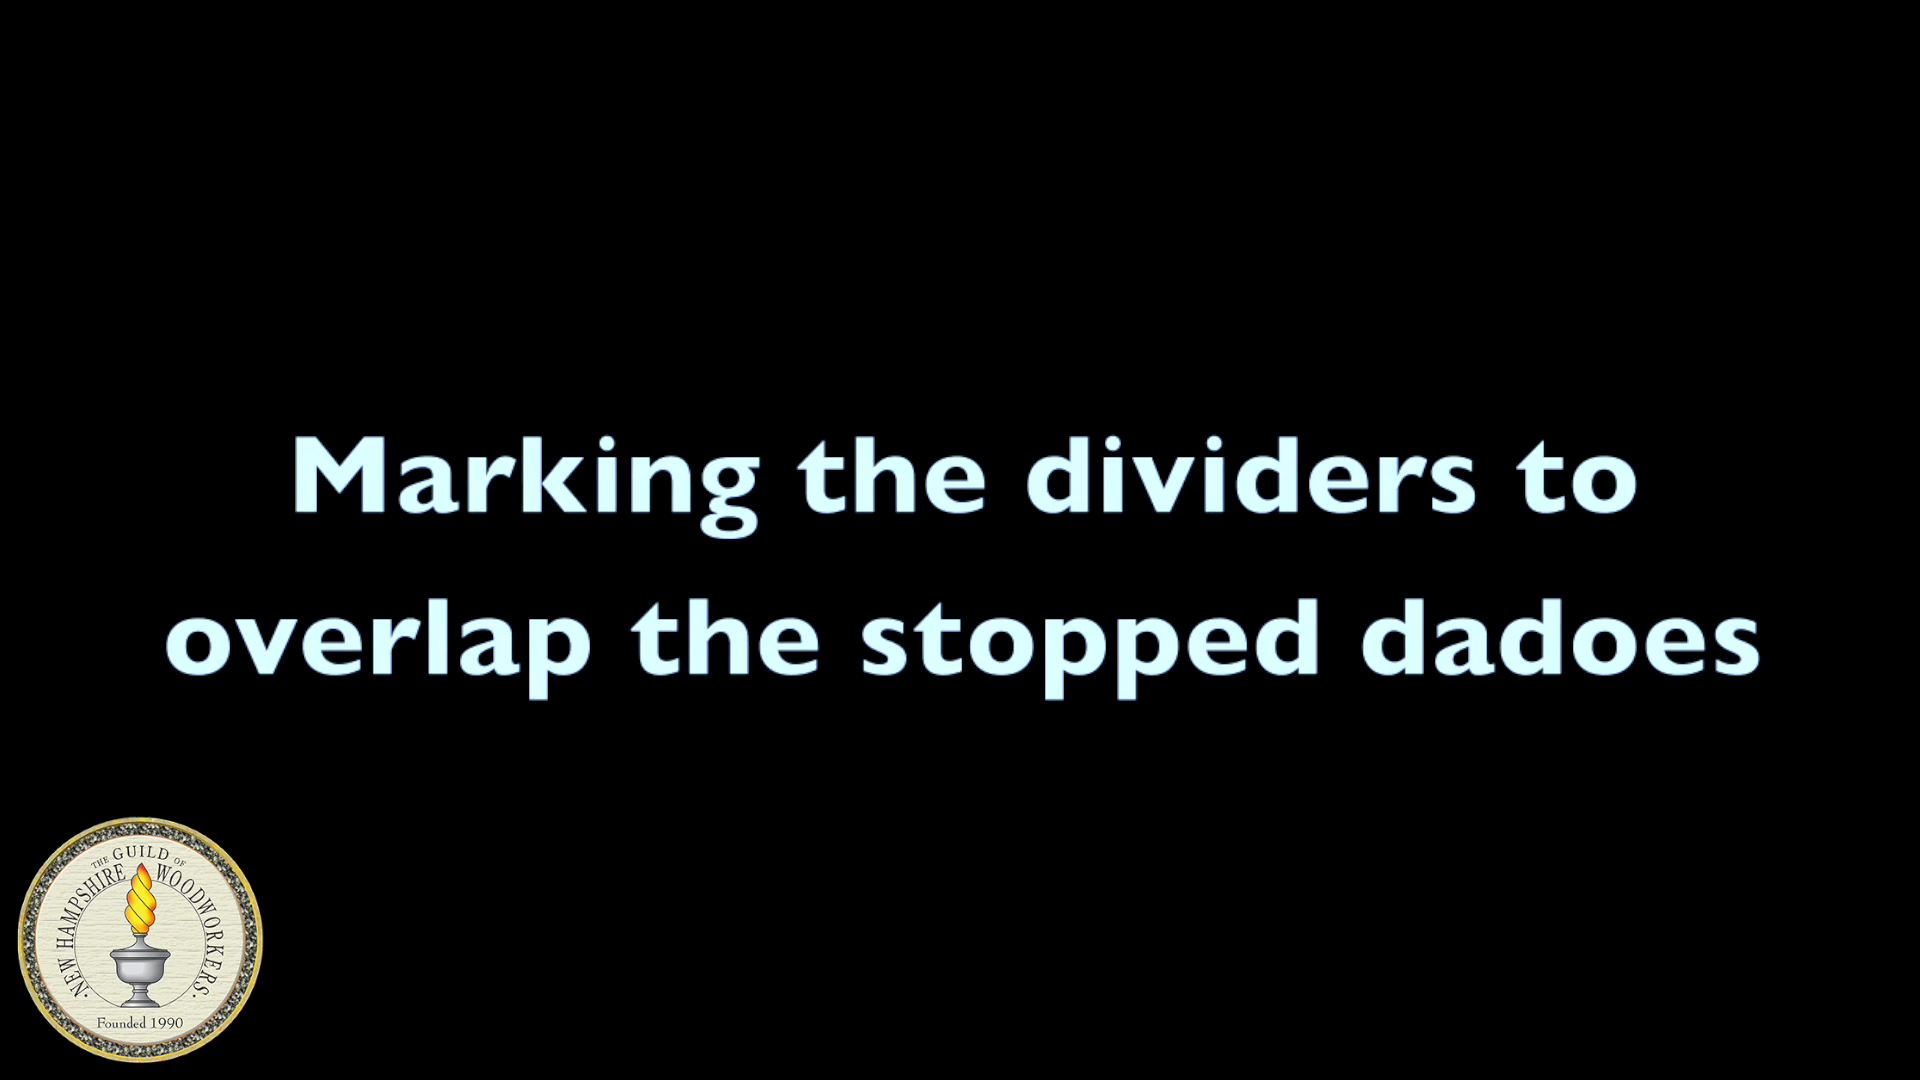 Marking the dividers to
overlap the stopped dadoes
THE GUILD OF
NEW HAMPSHIRE WOODWORKERS
Founded 1990